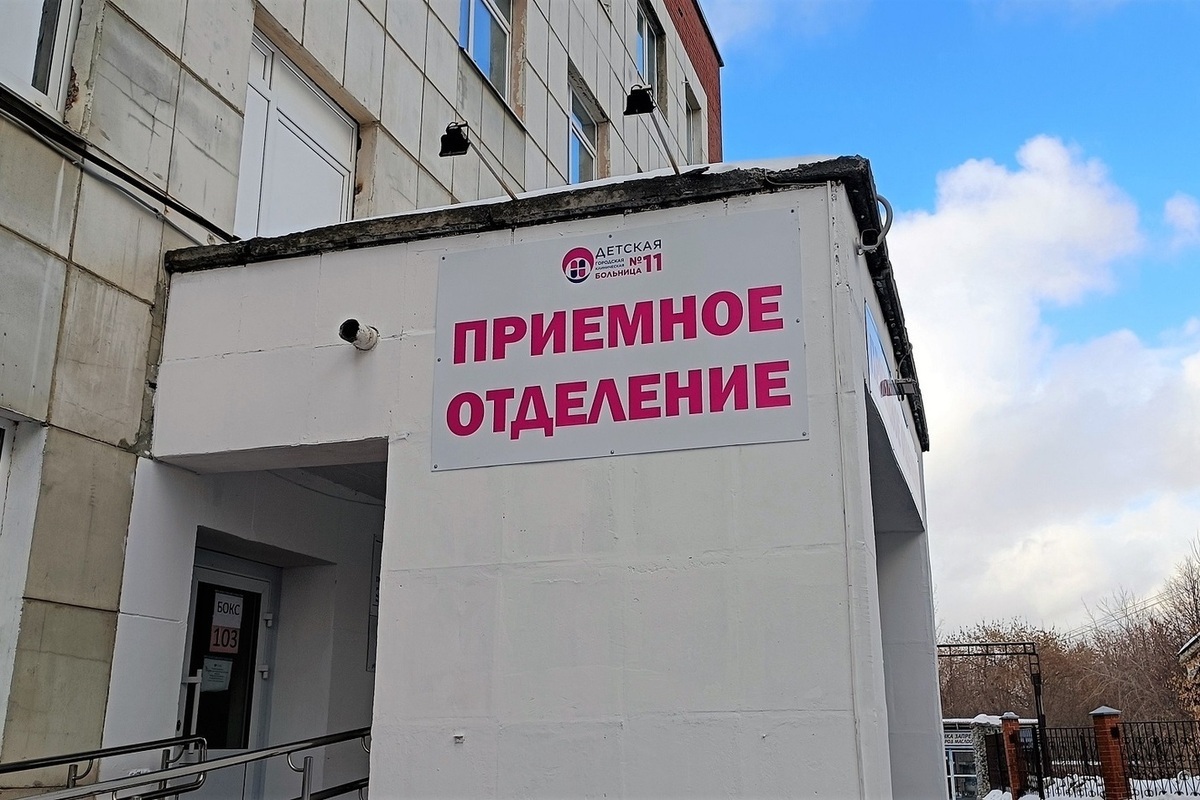 ДЕТСКАЯ
ГОРОДСКАЯ
КЛИНИЧЕСКАЯ
БОЛЬНИЦА №11
ПРИЕМНОЕ
ОТДЕЛЕНИЕ
БОКС
103